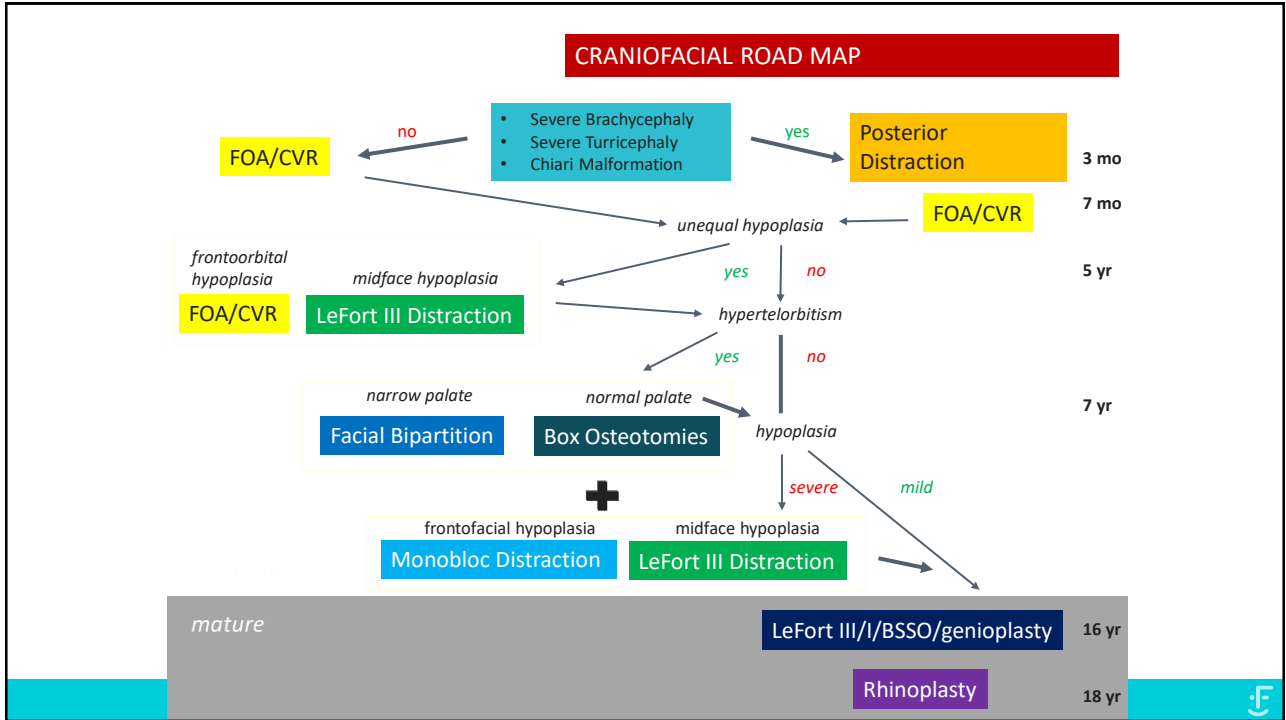 CRANIOFACIAL ROAD MAP
• Severe Brachycephaly
• Severe Turricephaly
• Chiari Malformation
no
yes
FOA/CVR
Posterior
Distraction
3 mo
7 mo
FOA/CVR
unequal hypoplasia
frontoorbital
hypoplasia
midface hypoplasia
yes
no
5 yr
FOA/CVR
LeFort III Distraction
hypertelorbitism
yes
no
narrow palate
normal palate
7 yr
Facial Bipartition
Box Osteotomies
hypoplasia
severe
mild
frontofacial hypoplasia
midface hypoplasia
Monobloc Distraction
LeFort III Distraction
mature
LeFort III/I/BSSO/genioplasty
16 yr
Rhinoplasty
18 yr